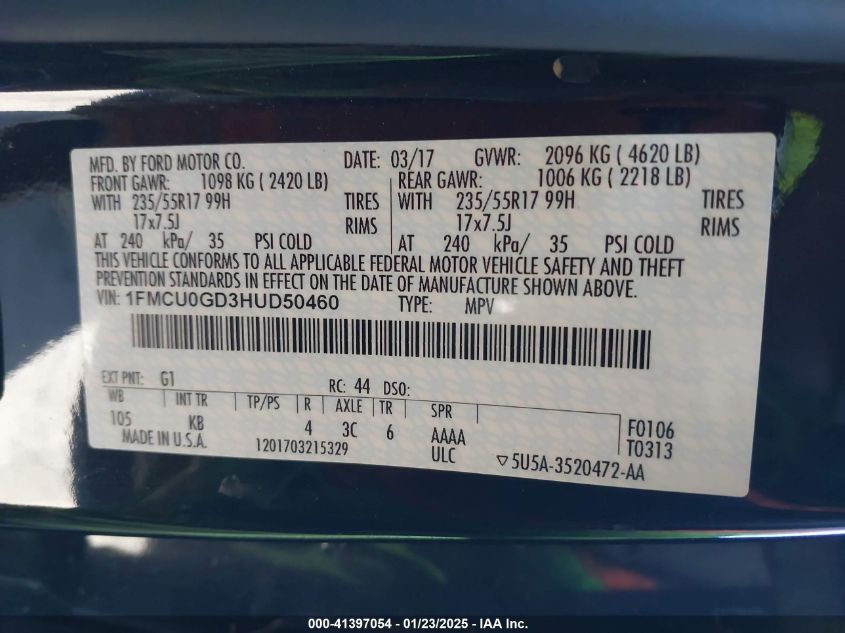 MFD. BY FORD MOTOR CO. DATE: 03/17 GVWR: 2096 KG ( 4620 LB)
FRONT GAWR: 1098 KG ( 2420 LB) REAR GAWR: 1006 KG ( 2218 LB)
WITH 235/55R17 99H TIRES WITH 235/55R17 99H TIRES
17x7.5J RIMS 17x7.5J RIMS
AT 240 kPa/ 35 PSI COLD AT 240 kPa/ 35 PSI COLD
THIS VEHICLE CONFORMS TO ALL APPLICABLE FEDERAL MOTOR VEHICLE SAFETY AND THEFT
PREVENTION STANDARDS IN EFFECT ON THE DATE OF MANUFACTURE SHOWN ABOVE.
VIN: 1FMCU0GD3HUD50460 TYPE: MPV
EXT PNT: G1 RC: 44 DSO:
WB INT TR TP/PS R AXLE TR SPR
105 KB 4 3C 6 AAAA F0106
MADE IN U.S.A. 1201703215329 ULC T0313
▽5U5A-3520472-AA
000-41397054 — 01/23/2025 — IAA Inc.